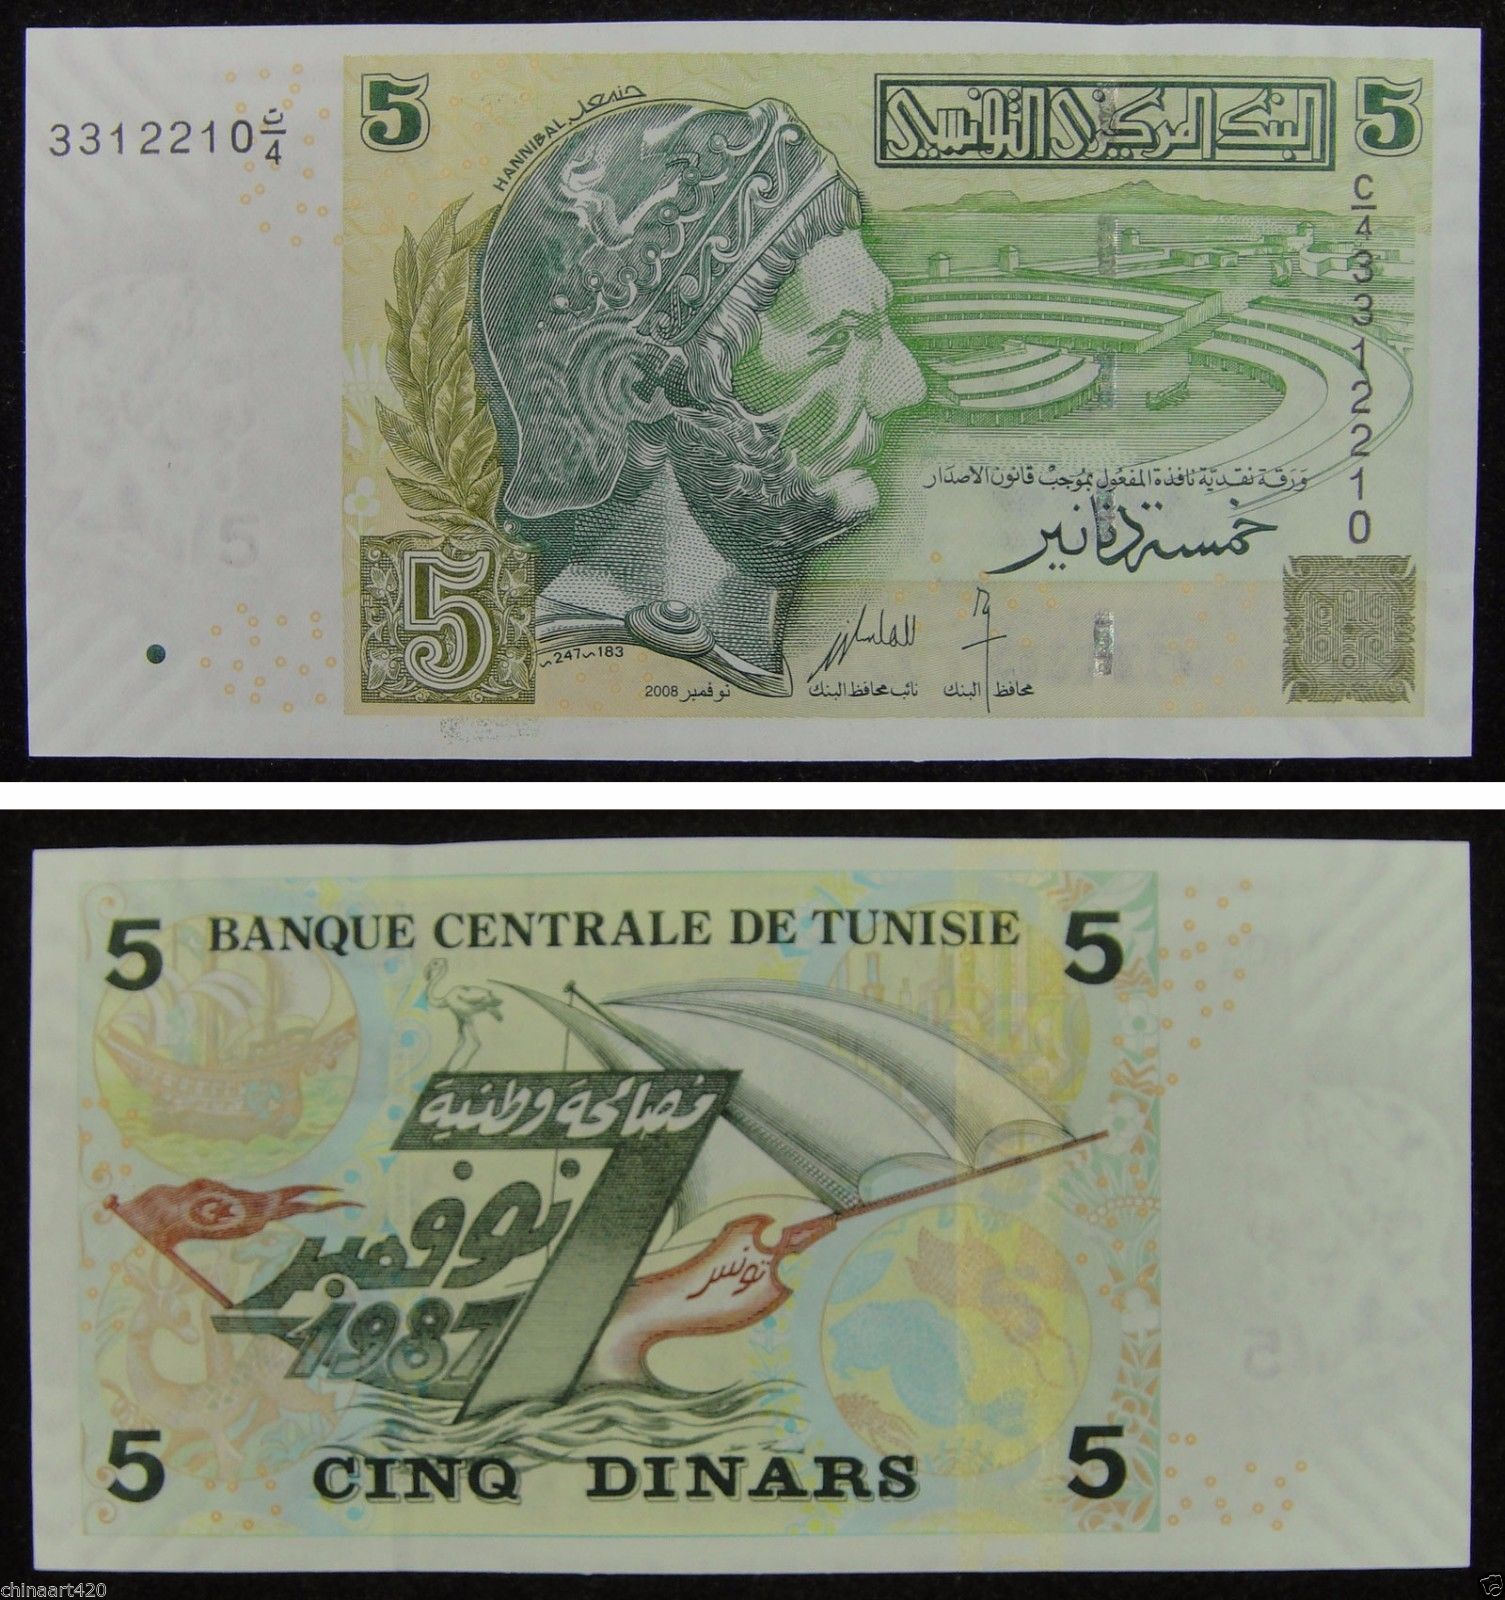 5
حنبعل
HANNIBAL
البنك المركزي التونسي
5
3312210 ت/4
C/4 3312210
ورقة نقدية نافذة المفعول بموجب قانون الاصدار
خمسة دنانير
5
~247~183
نوفمبر 2008
نائب محافظ البنك
محافظ البنك
5
BANQUE CENTRALE DE TUNISIE
5
مصالحة وطنية
7
نوفمبر
1987
تونس
5
CINQ DINARS
5
chinaart420